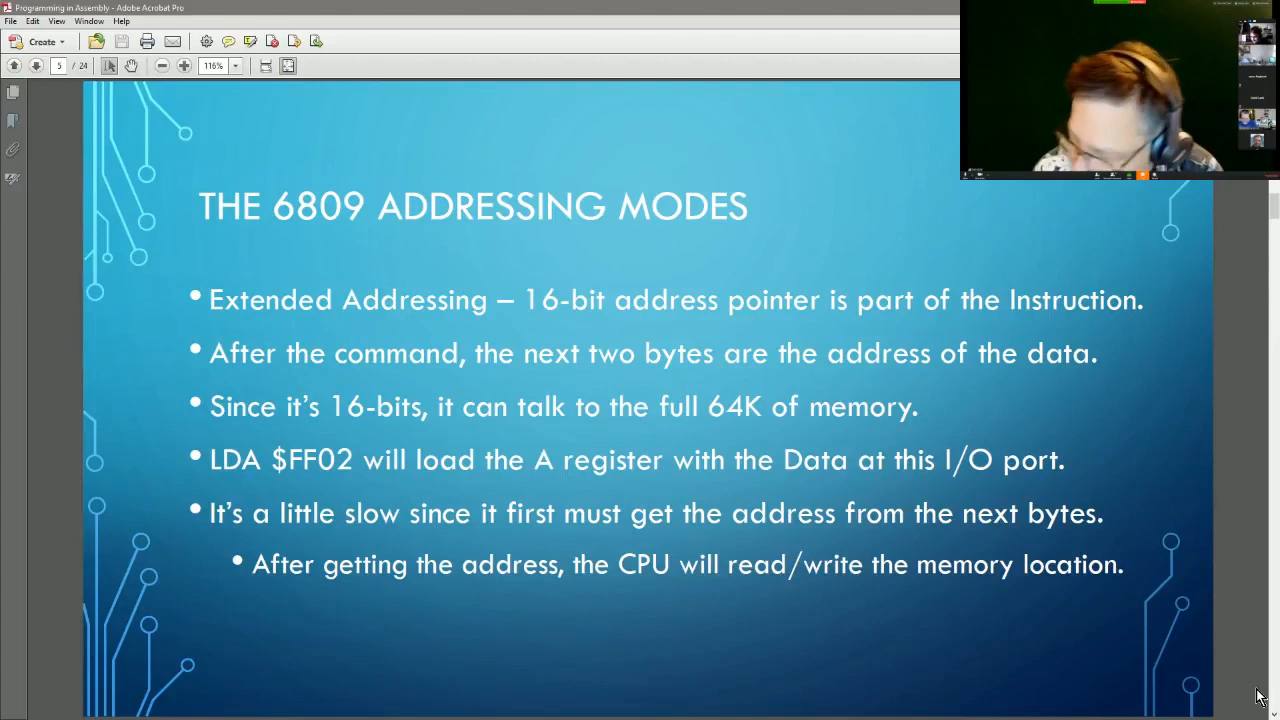 Programming in Assembly - Adobe Acrobat Pro
File Edit View Window Help
Create
5 / 24
116%
THE 6809 ADDRESSING MODES
• Extended Addressing – 16-bit address pointer is part of the Instruction.
• After the command, the next two bytes are the address of the data.
• Since it's 16-bits, it can talk to the full 64K of memory.
• LDA $FF02 will load the A register with the Data at this I/O port.
• It's a little slow since it first must get the address from the next bytes.
• After getting the address, the CPU will read/write the memory location.